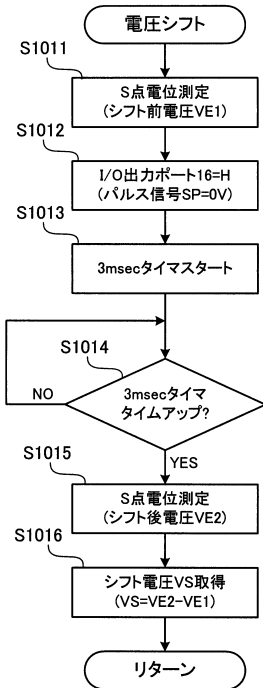 電圧シフト
S1011
S点電位測定
(シフト前電圧VE1)
S1012
I/O出力ポート16=H
(パルス信号SP=0V)
S1013
3msecタイマスタート
S1014
3msecタイマ
タイムアップ?
NO
YES
S1015
S点電位測定
(シフト後電圧VE2)
S1016
シフト電圧VS取得
(VS=VE2-VE1)
リターン